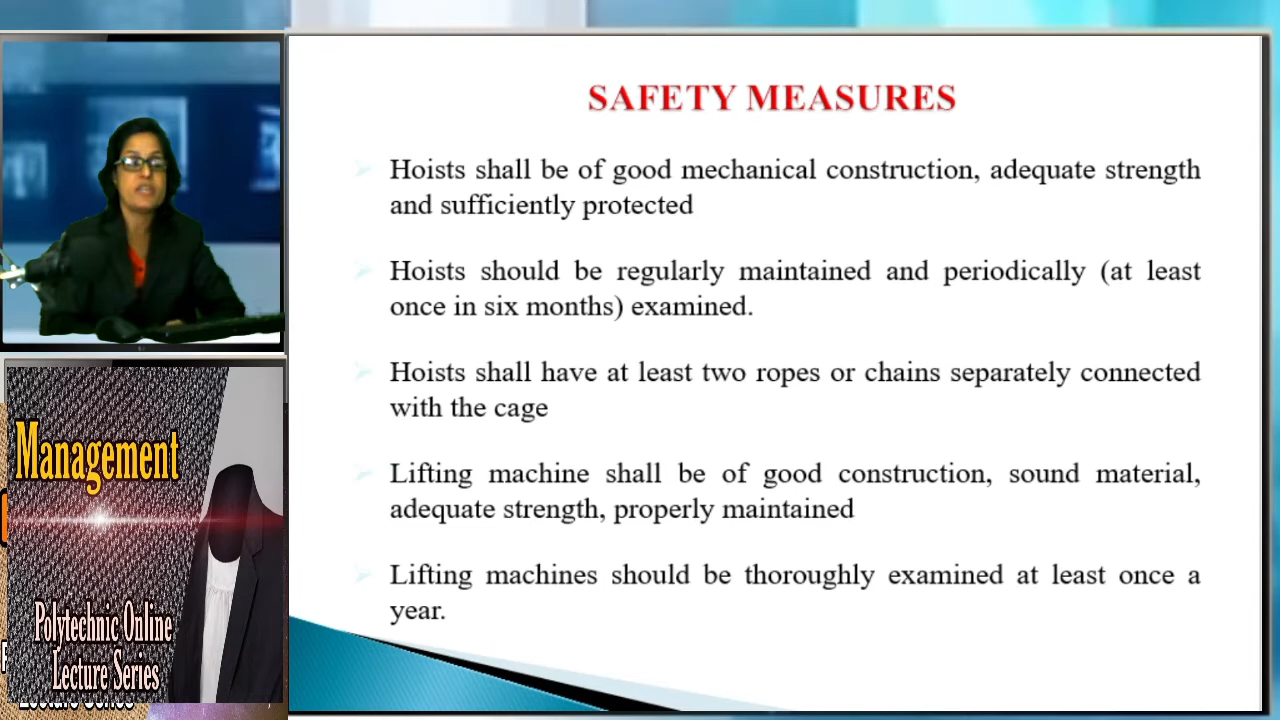 SAFETY MEASURES
Hoists shall be of good mechanical construction, adequate strength
and sufficiently protected
Hoists should be regularly maintained and periodically (at least
once in six months) examined.
Hoists shall have at least two ropes or chains separately connected
with the cage
Lifting machine shall be of good construction, sound material,
adequate strength, properly maintained
Lifting machines should be thoroughly examined at least once a
year.
Management
Polytechnic Online
Lecture Series